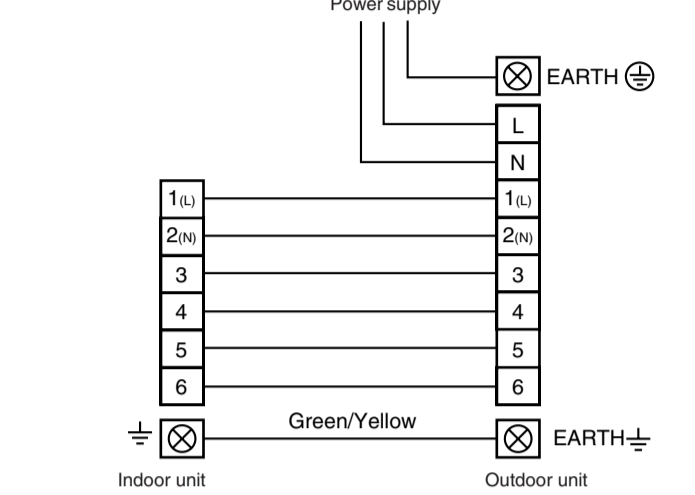 Power supply
EARTH
L
N
1(L) 1(L)
2(N) 2(N)
3 3
4 4
5 5
6 6
Green/Yellow
EARTH
Indoor unit Outdoor unit